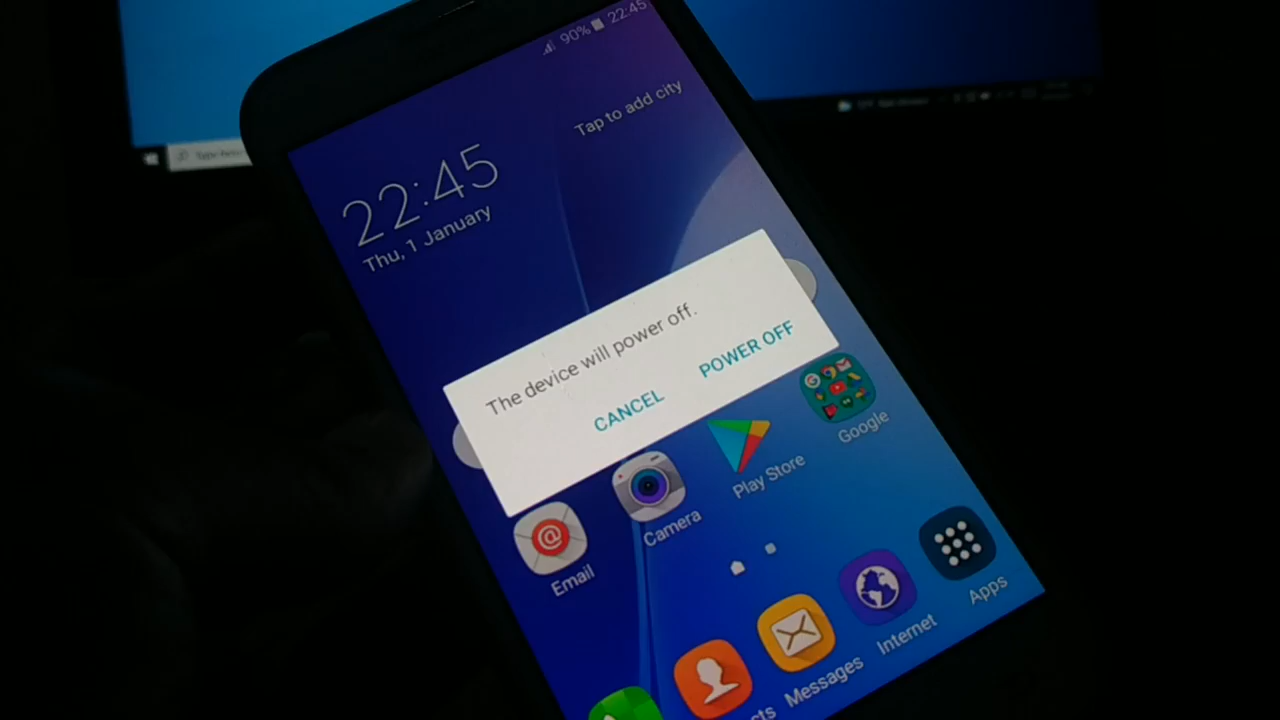 90% 22:45
Tap to add city
22:45
Thu, 1 January
The device will power off.
CANCEL POWER OFF
Google
Play Store
Camera
Email
Apps
Internet
Messages